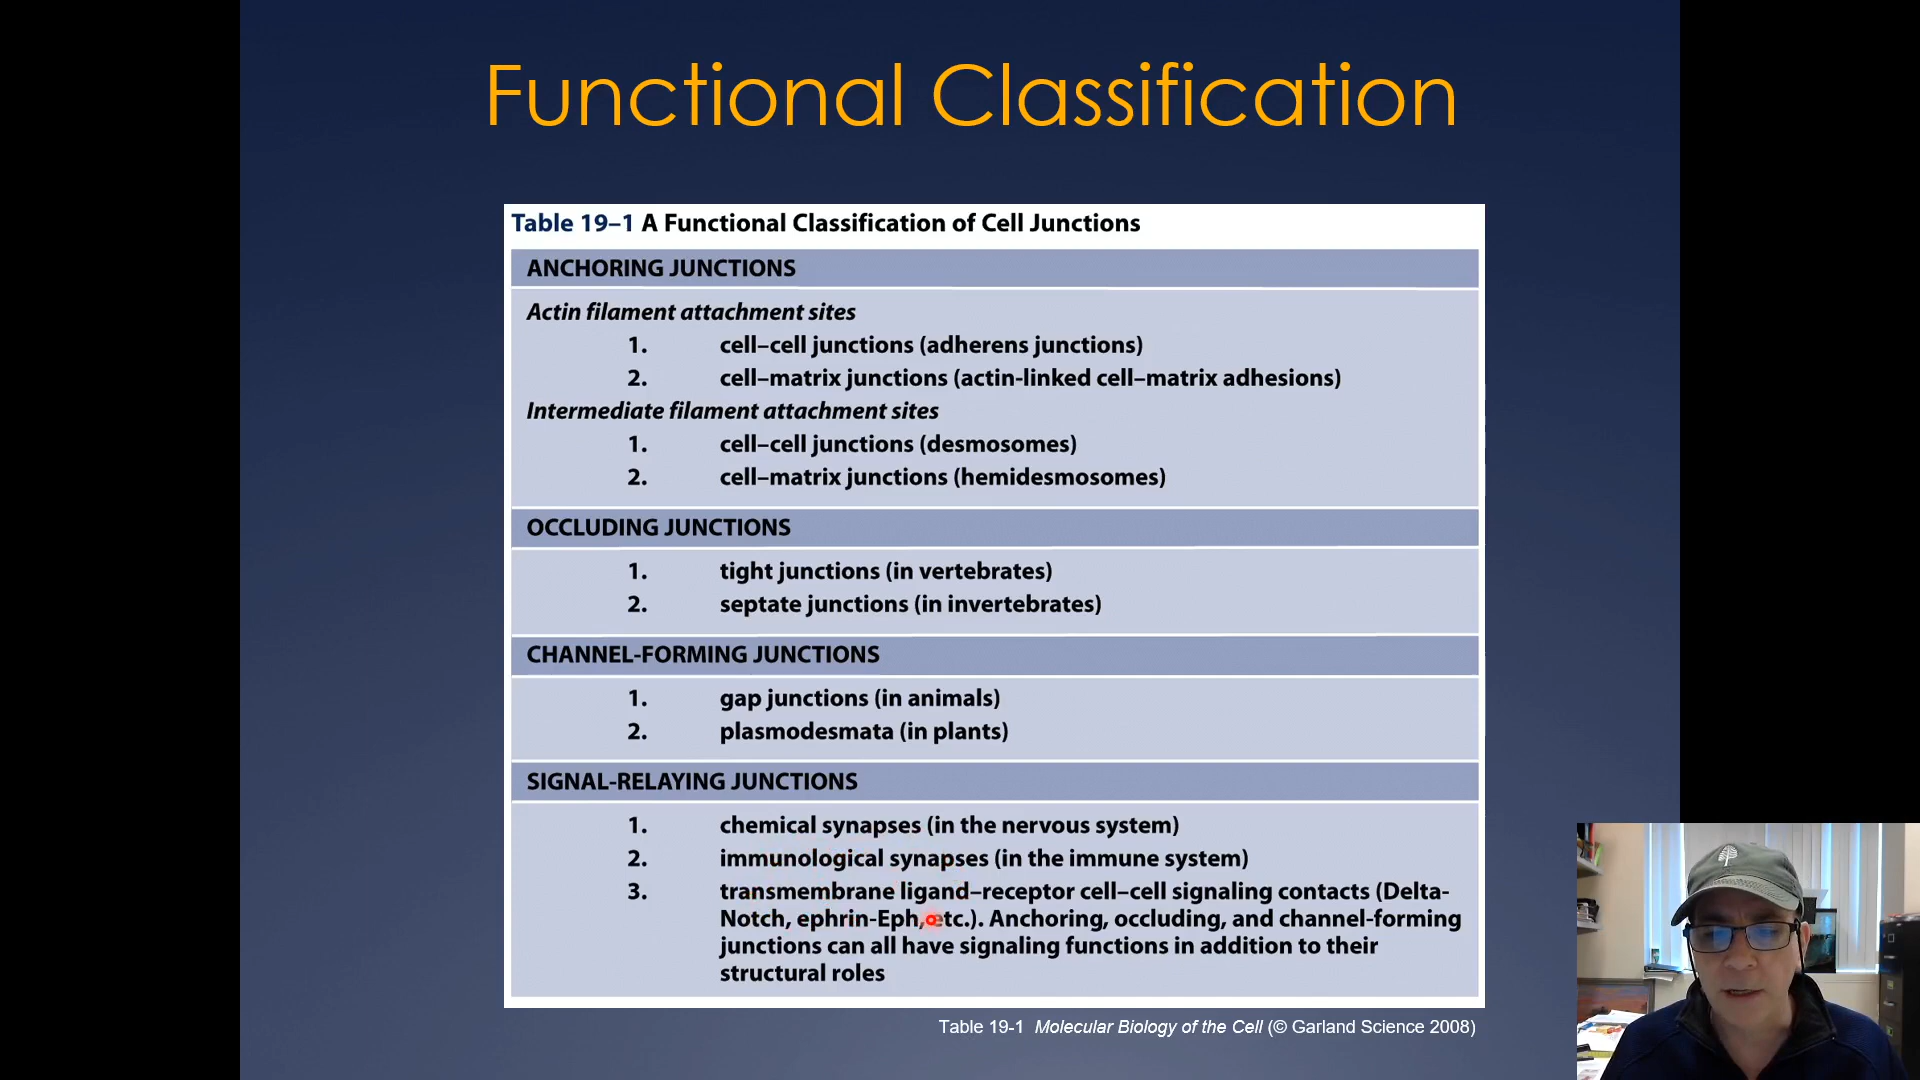 Functional Classification
Table 19–1 A Functional Classification of Cell Junctions
ANCHORING JUNCTIONS
Actin filament attachment sites
1. cell–cell junctions (adherens junctions)
2. cell–matrix junctions (actin-linked cell–matrix adhesions)
Intermediate filament attachment sites
1. cell–cell junctions (desmosomes)
2. cell–matrix junctions (hemidesmosomes)
OCCLUDING JUNCTIONS
1. tight junctions (in vertebrates)
2. septate junctions (in invertebrates)
CHANNEL-FORMING JUNCTIONS
1. gap junctions (in animals)
2. plasmodesmata (in plants)
SIGNAL-RELAYING JUNCTIONS
1. chemical synapses (in the nervous system)
2. immunological synapses (in the immune system)
3. transmembrane ligand–receptor cell–cell signaling contacts (Delta-
Notch, ephrin-Eph, etc.). Anchoring, occluding, and channel-forming
junctions can all have signaling functions in addition to their
structural roles
Table 19-1 Molecular Biology of the Cell (© Garland Science 2008)